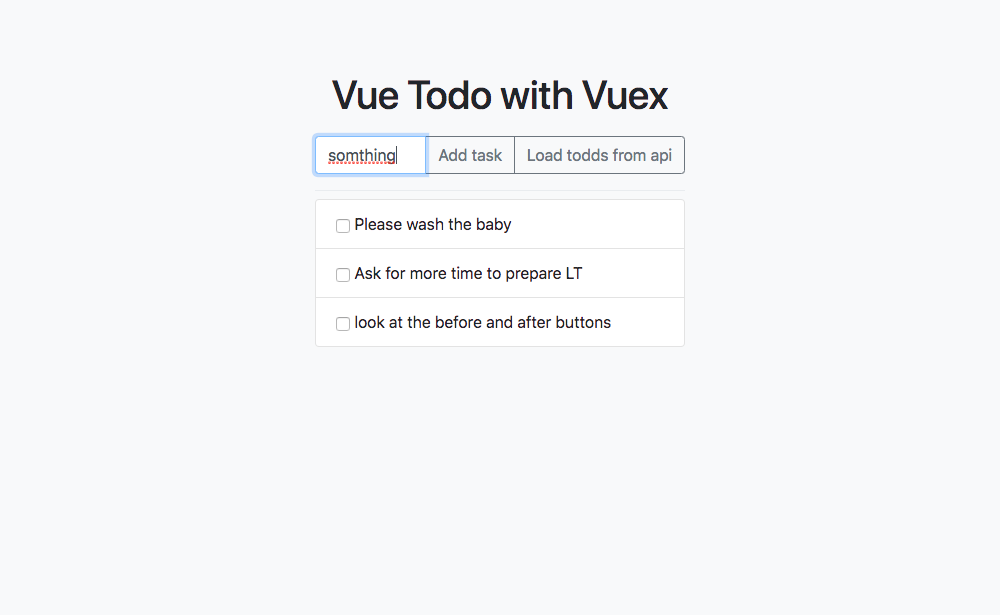 Vue Todo with Vuex
somthing Add task Load todds from api
Please wash the baby
Ask for more time to prepare LT
look at the before and after buttons